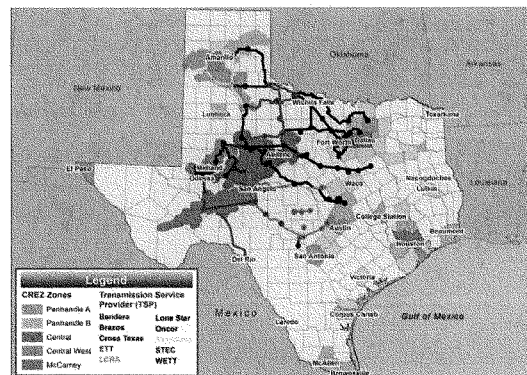 Oklahoma
Amarillo
Arkansas
New Mexico
Wichita Falls
Lubbock
Texarkana
Fort Worth
Dallas
Abilene
El Paso
Midland
Odessa
Nacogdoches
Lufkin
Louisiana
San Angelo
Waco
College Station
Austin
Beaumont
Houston
Del Rio
San Antonio
Victoria
Mexico
Corpus Christi
Gulf of Mexico
Laredo
McAllen
Brownsville
Legend
CREZ Zones
Panhandle A
Panhandle B
Central
Central West
McCamey
Transmission Service
Provider (TSP)
Bandera
Brazos
Cross Texas
ETT
LCRA
Lone Star
Oncor
STEC
WETT